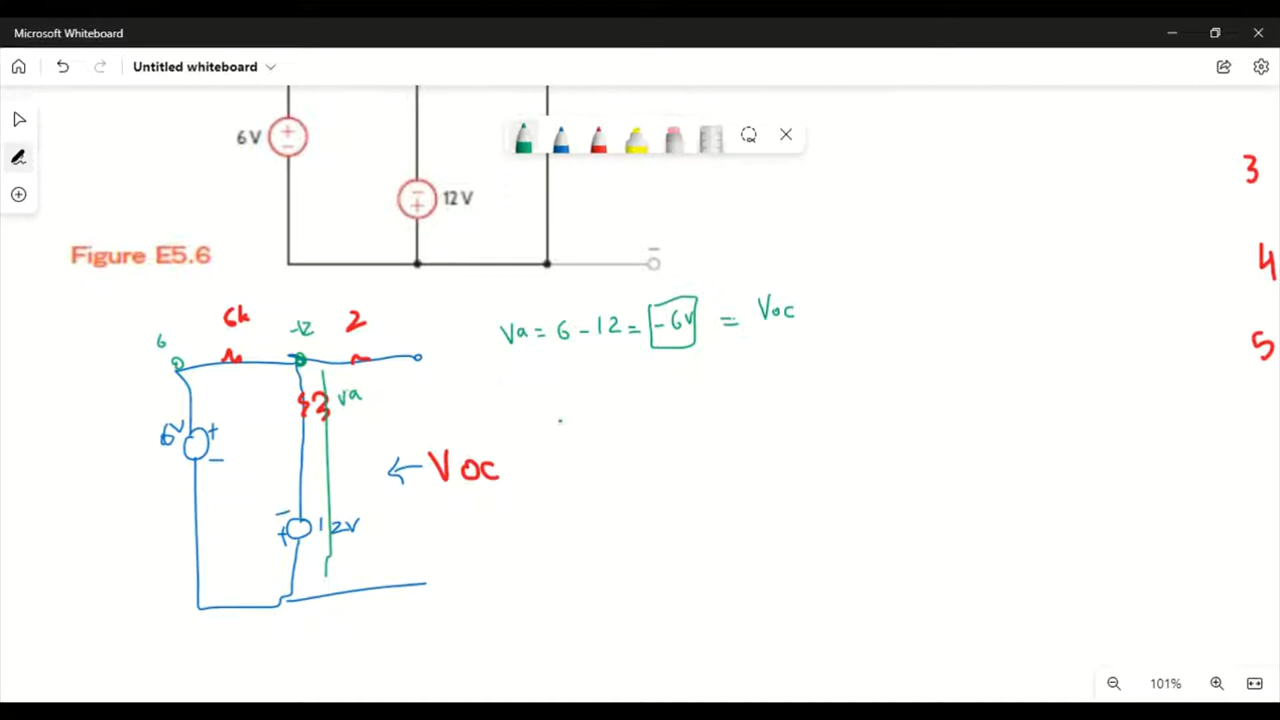 Microsoft Whiteboard
Untitled whiteboard
6 V
12 V
Figure E5.6
3
4
5
6k
-12
2
6
Va = 6 - 12 = -6V = Voc
2
Va
6V
Voc
12V
101%